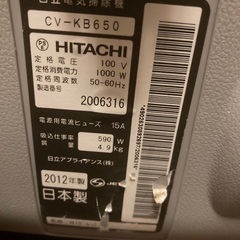 日立電気掃除機
CV-KB650
HITACHI
定格電圧 100 V
定格消費電力 1000 W
定格周波数 50-60Hz
製造番号
2006316
電源用電流ヒューズ 15A
吸込仕事率 590 W
質量 4.9 kg
日立アプライアンス(株)
2012年製
日本製